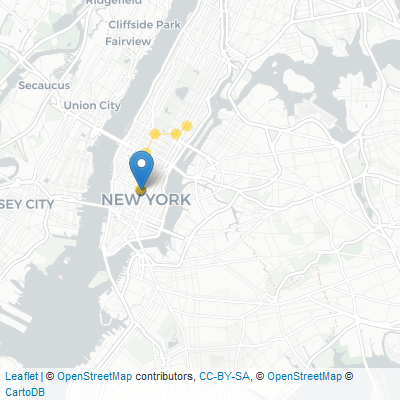 Ridgefield
Cliffside Park
Fairview
Secaucus
Union City
SEY CITY
NEW YORK
Leaflet | © OpenStreetMap contributors, CC-BY-SA, © OpenStreetMap ©
CartoDB